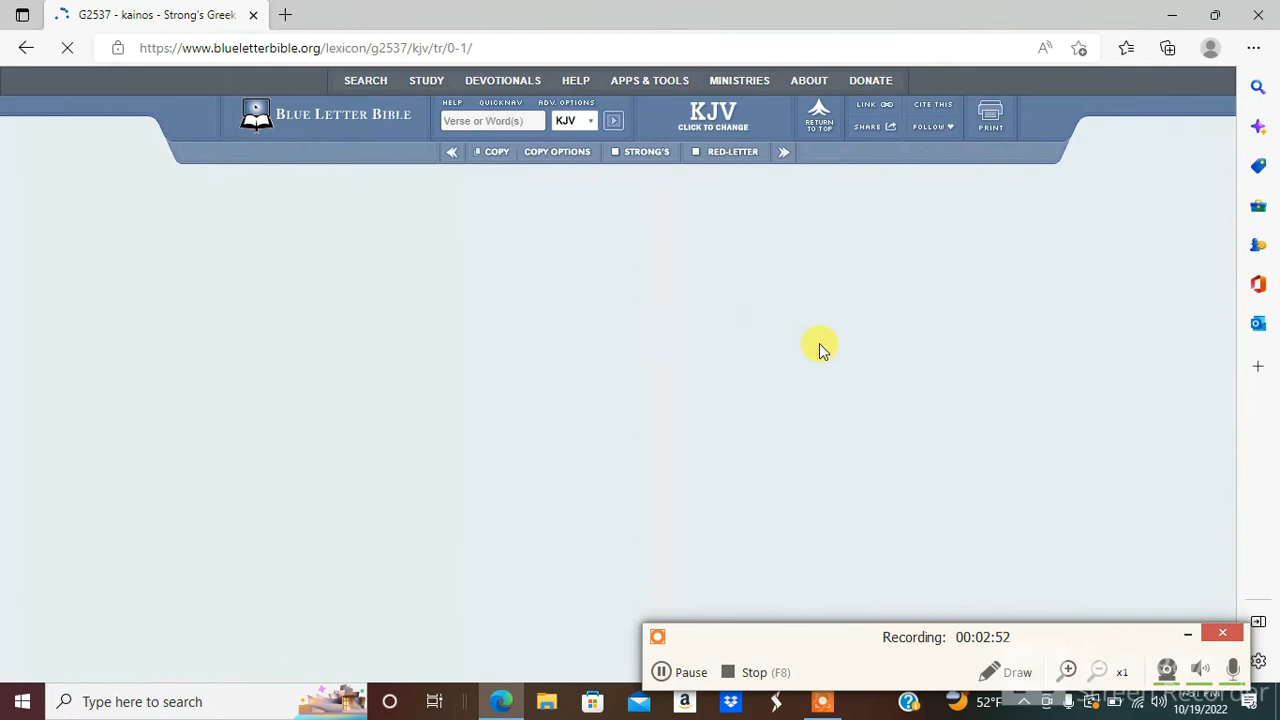 G2537 - kainos - Strong's Greek
https://www.blueletterbible.org/lexicon/g2537/kjv/tr/0-1/
SEARCH STUDY DEVOTIONALS HELP APPS & TOOLS MINISTRIES ABOUT DONATE
HELP QUICKNAV ADV. OPTIONS
BLUE LETTER BIBLE
Verse or Word(s) KJV
KJV
CLICK TO CHANGE
RETURN TO TOP
LINK CITE THIS
SHARE FOLLOW
PRINT
COPY COPY OPTIONS STRONG'S RED-LETTER
Recording: 00:02:52
Pause Stop (F8) Draw x1
Type here to search
52°F
10/19/2022
Screen Recorder